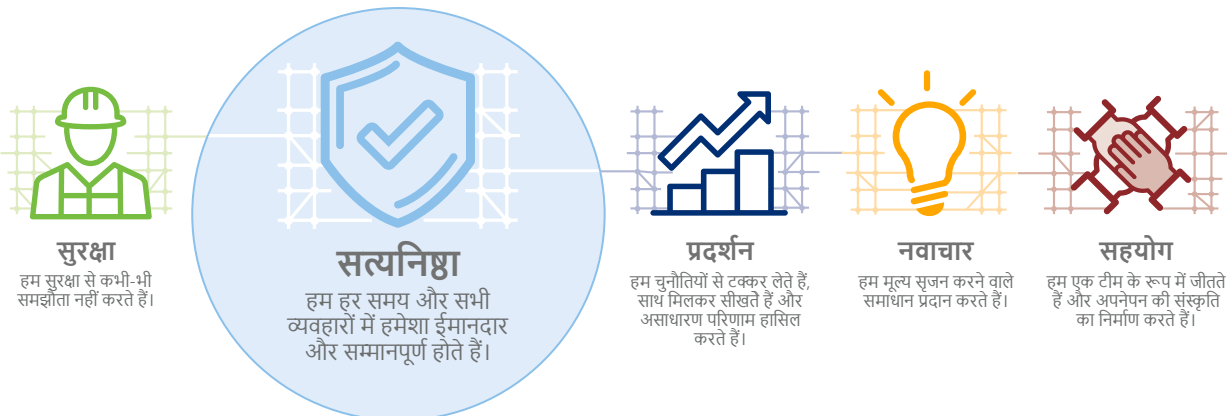 सुरक्षा
हम सुरक्षा से कभी-भी
समझौता नहीं करते हैं।
सत्यनिष्ठा
हम हर समय और सभी
व्यवहारों में हमेशा ईमानदार
और सम्मानपूर्ण होते हैं।
प्रदर्शन
हम चुनौतियों से टक्कर लेते हैं,
साथ मिलकर सीखते हैं और
असाधारण परिणाम हासिल
करते हैं।
नवाचार
हम मूल्य सृजन करने वाले
समाधान प्रदान करते हैं।
सहयोग
हम एक टीम के रूप में जीतते
हैं और अपनेपन की संस्कृति
का निर्माण करते हैं।